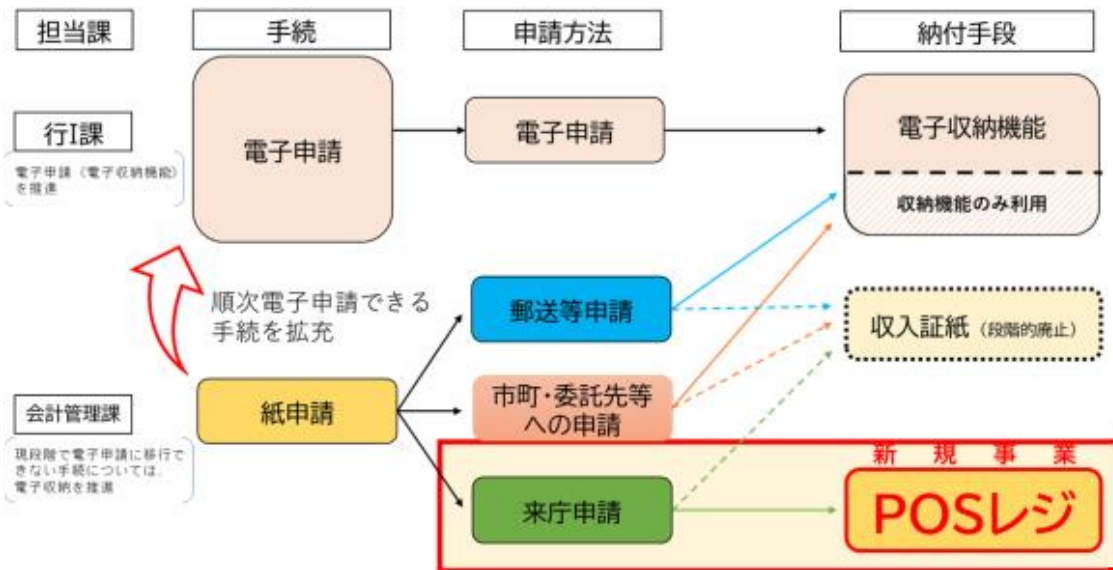 担当課
手続
申請方法
納付手段
行I課
電子申請（電子収納機能）
を推進
電子申請
電子申請
電子収納機能
収納機能のみ利用
順次電子申請できる
手続を拡充
郵送等申請
収入証紙（段階的廃止）
会計管理課
現段階で電子申請に移行で
きない手続については、
電子収納を推進
紙申請
市町・委託先等
への申請
来庁申請
新規事業
POSレジ